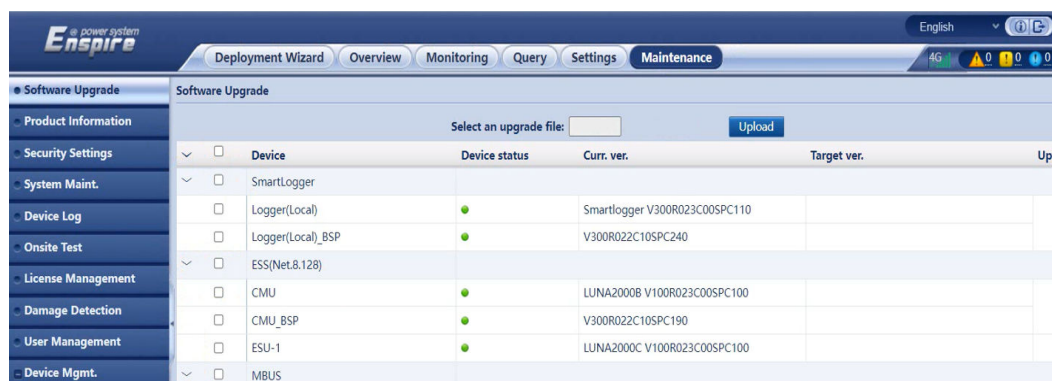 @ power system
Enspire
English
Deployment Wizard Overview Monitoring Query Settings Maintenance
4G 0 0 0
Software Upgrade
Software Upgrade
Product Information
Select an upgrade file: Upload
Security Settings
Device Device status Curr. ver. Target ver. Up
System Maint.
SmartLogger
Device Log
Logger(Local) Smartlogger V300R023C00SPC110
Onsite Test
Logger(Local)_BSP V300R022C10SPC240
License Management
ESS(Net.8.128)
CMU LUNA2000B V100R023C00SPC100
Damage Detection
CMU_BSP V300R022C10SPC190
User Management
ESU-1 LUNA2000C V100R023C00SPC100
Device Mgmt.
MBUS